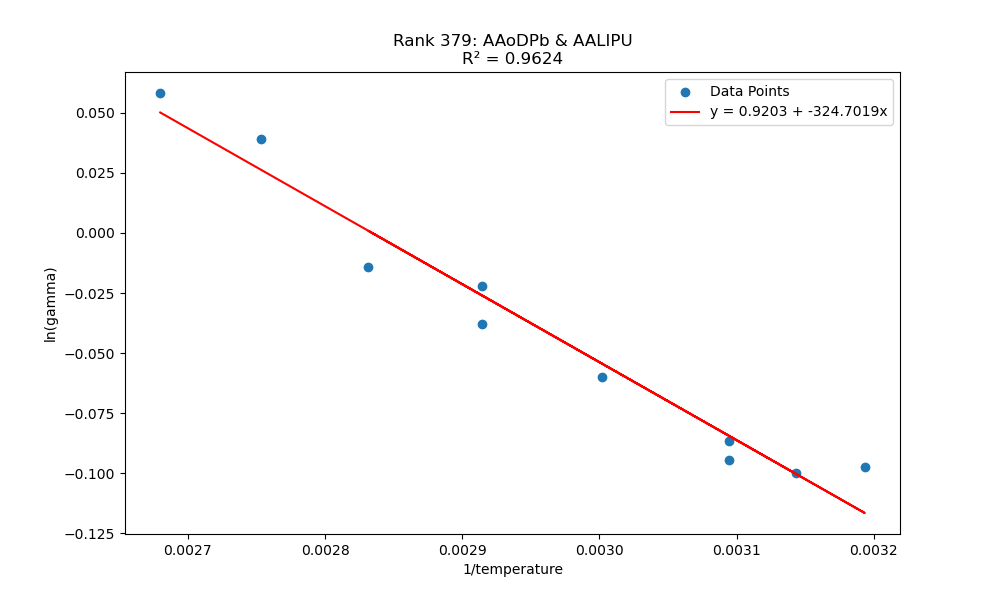 Rank 379: AAoDPb & AALIPU
R² = 0.9624
Data Points
y = 0.9203 + -324.7019x
0.050
0.025
0.000
−0.025
−0.050
−0.075
−0.100
−0.125
ln(gamma)
0.0027 0.0028 0.0029 0.0030 0.0031 0.0032
1/temperature